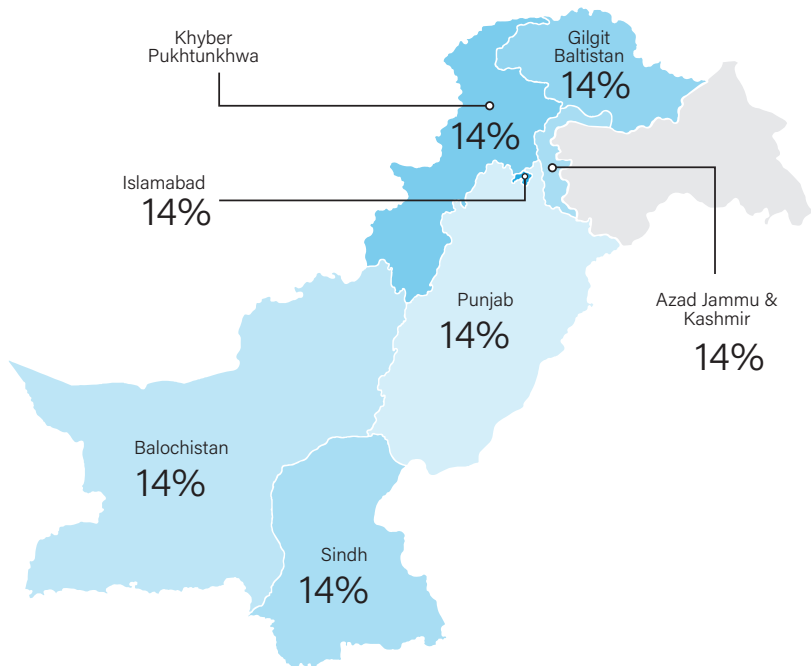 Khyber
Pukhtunkhwa
14%
Gilgit
Baltistan
14%
Islamabad
14%
Azad Jammu &
Kashmir
14%
Punjab
14%
Balochistan
14%
Sindh
14%